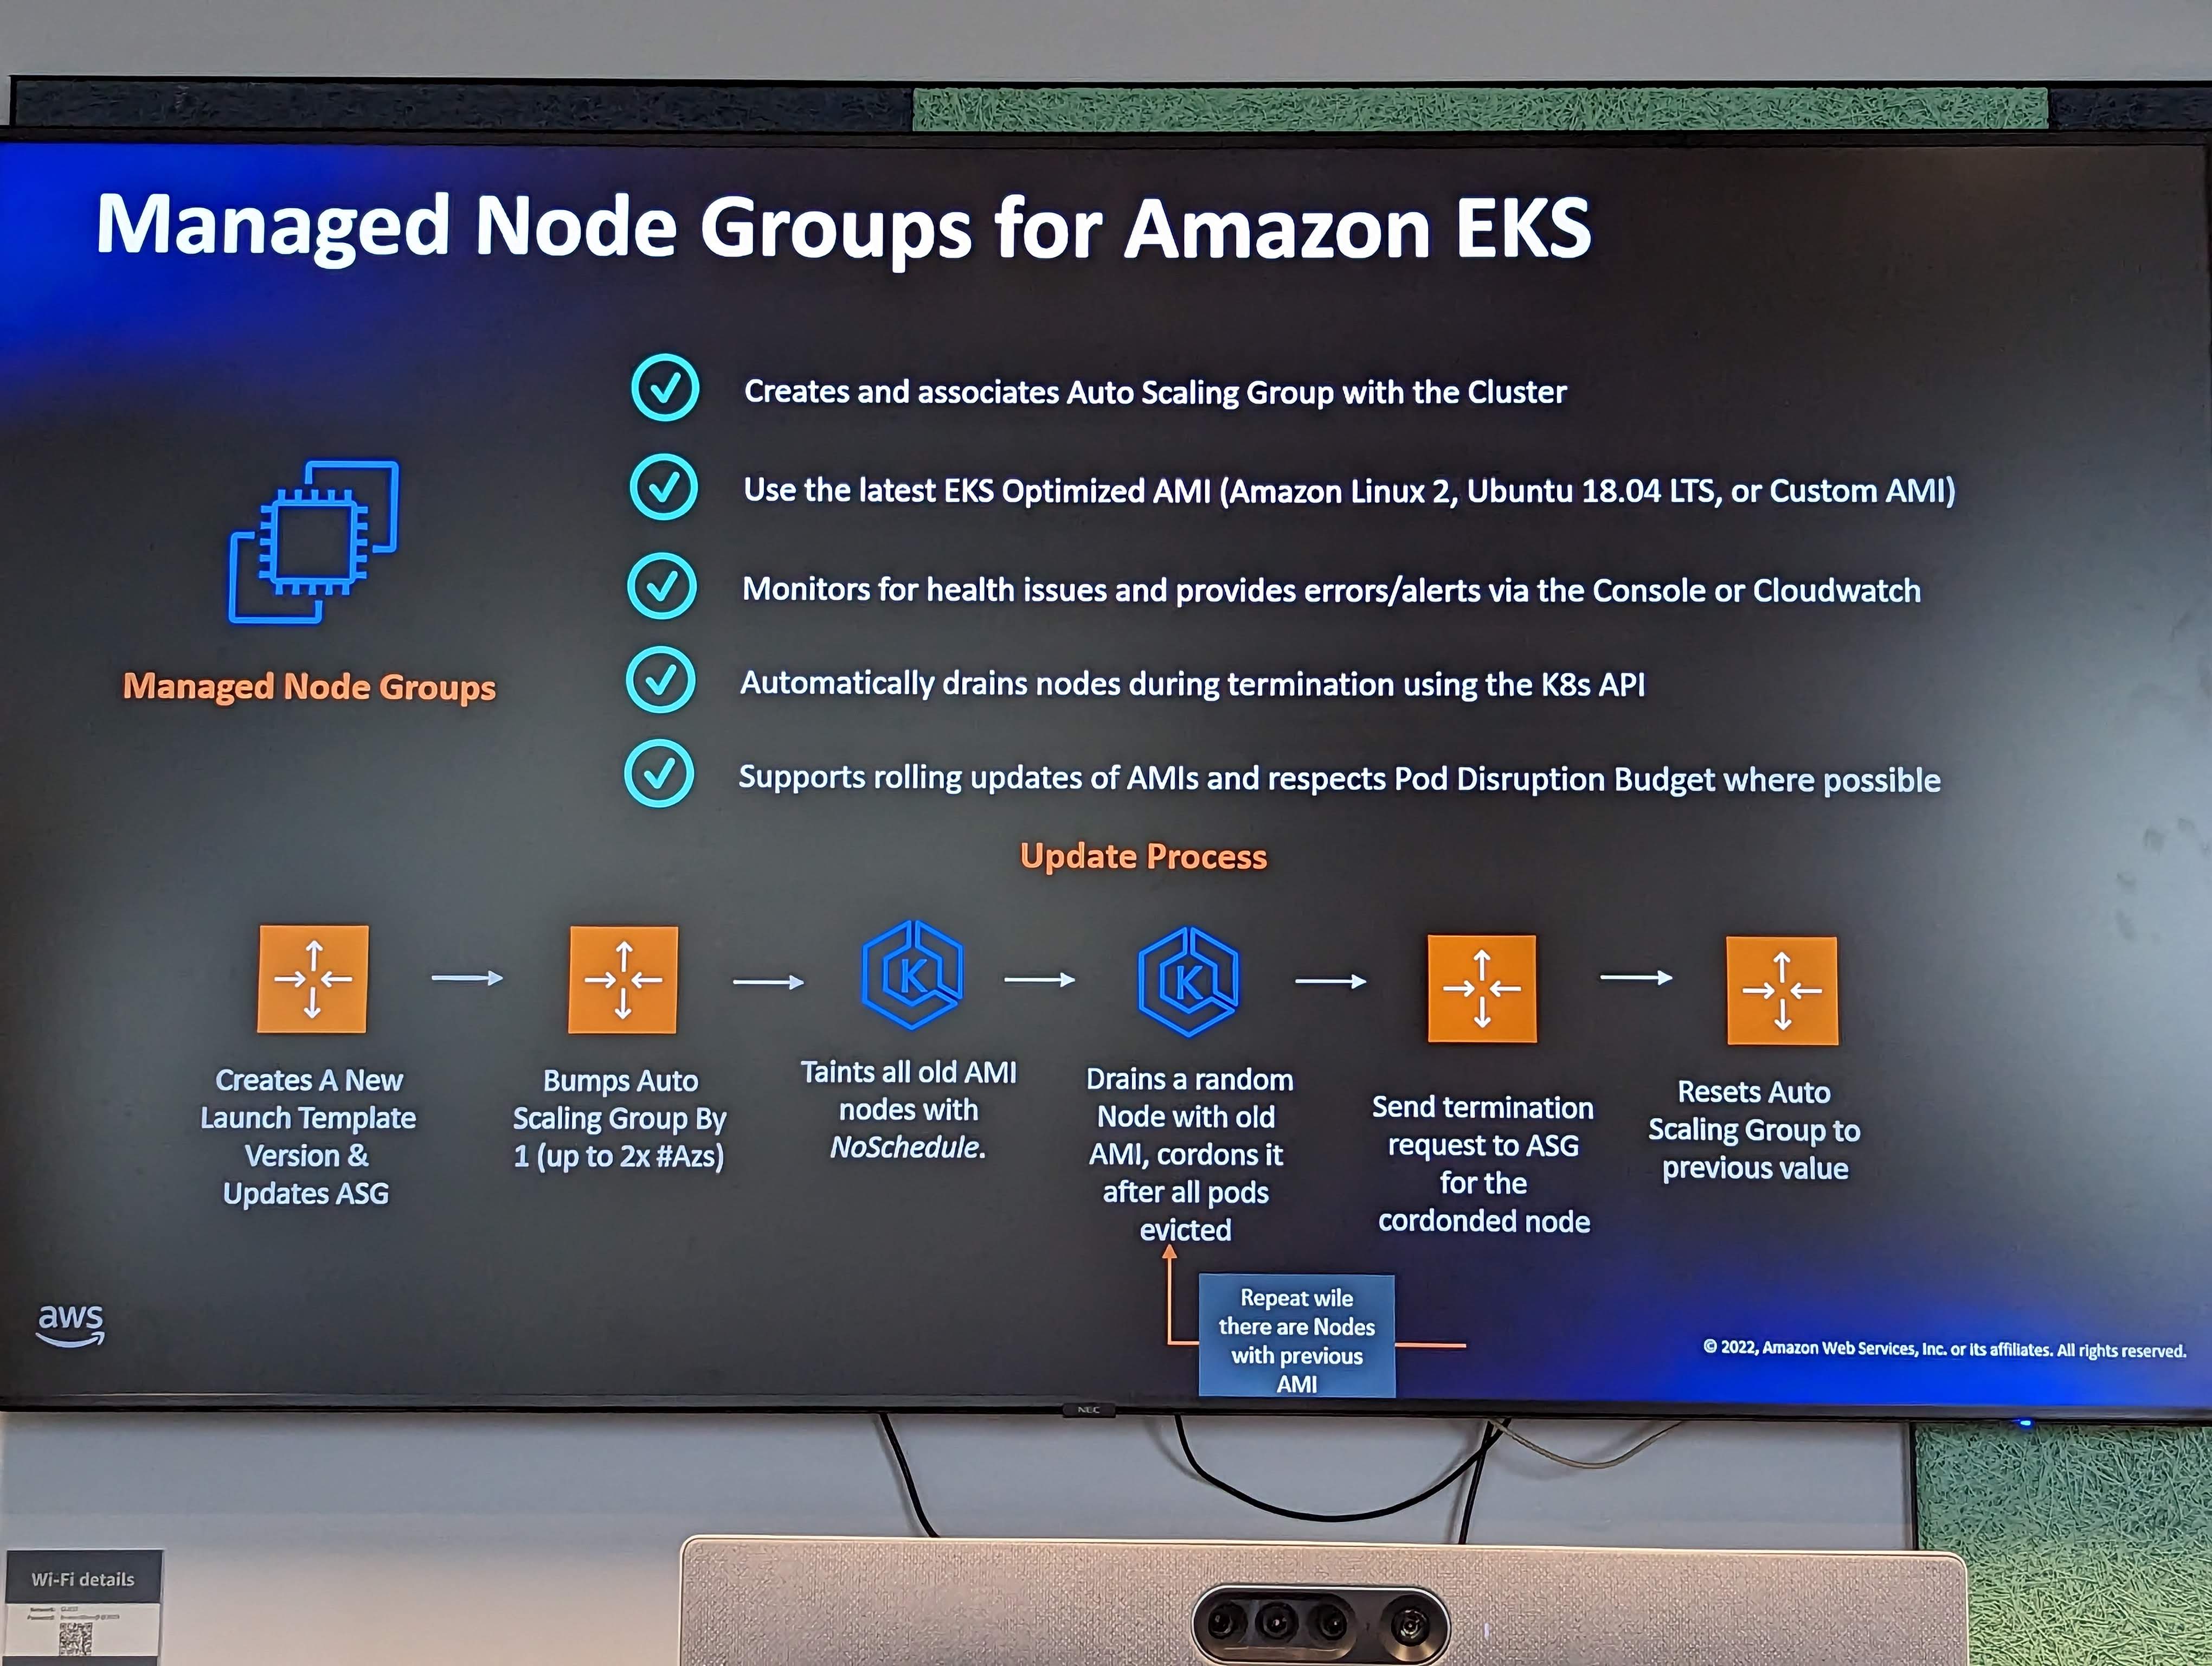 Managed Node Groups for Amazon EKS
Creates and associates Auto Scaling Group with the Cluster
Use the latest EKS Optimized AMI (Amazon Linux 2, Ubuntu 18.04 LTS, or Custom AMI)
Monitors for health issues and provides errors/alerts via the Console or Cloudwatch
Managed Node Groups
Automatically drains nodes during termination using the K8s API
Supports rolling updates of AMIs and respects Pod Disruption Budget where possible
Update Process
Creates A New
Launch Template
Version &
Updates ASG
Bumps Auto
Scaling Group By
1 (up to 2x #Azs)
Taints all old AMI
nodes with
NoSchedule.
Drains a random
Node with old
AMI, cordons it
after all pods
evicted
Send termination
request to ASG
for the
cordonded node
Resets Auto
Scaling Group to
previous value
Repeat wile
there are Nodes
with previous
AMI
aws
© 2022, Amazon Web Services, Inc. or its affiliates. All rights reserved.
NEC
Wi-Fi details